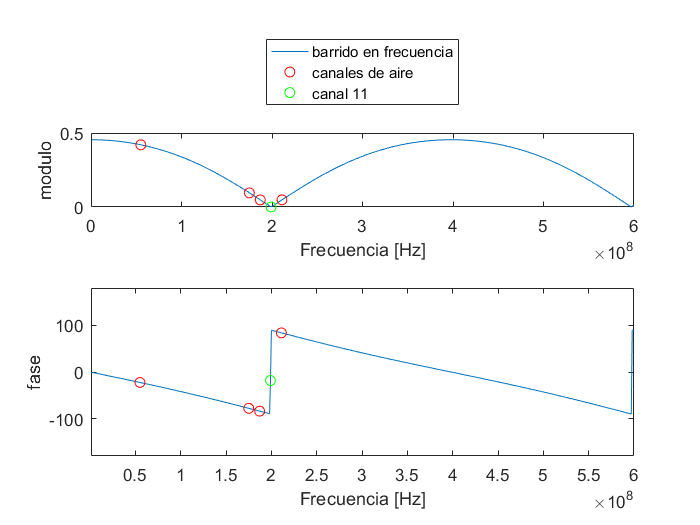 barrido en frecuencia
canales de aire
canal 11
modulo
0.5
0
0 1 2 3 4 5 6
Frecuencia [Hz]
×10^8
fase
100
0
-100
0.5 1 1.5 2 2.5 3 3.5 4 4.5 5 5.5 6
Frecuencia [Hz]
×10^8